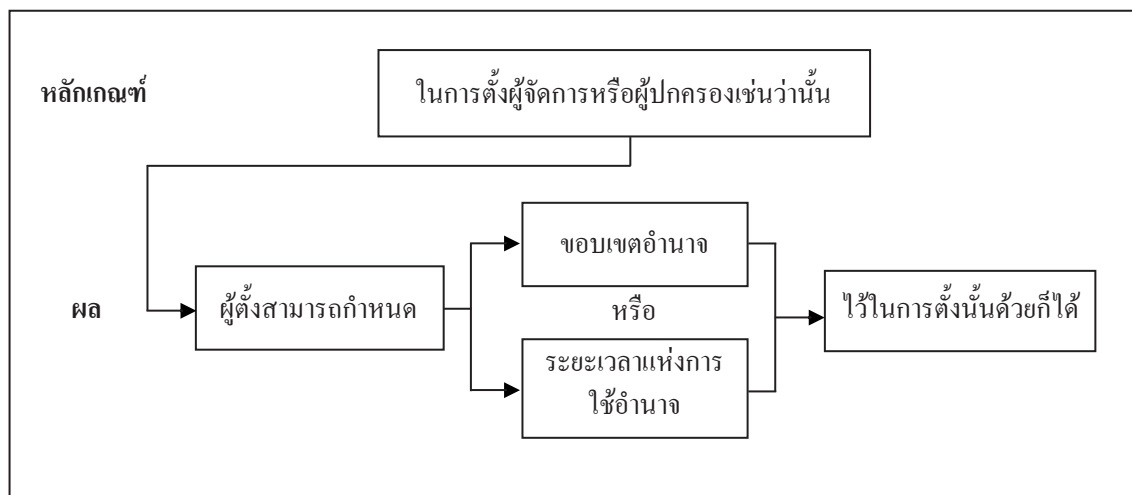 หลักเกณฑ์
ในการตั้งผู้จัดการหรือผู้ปกครองเช่นว่านั้น
ผล
ผู้ตั้งสามารถกำหนด
ขอบเขตอำนาจ
หรือ
ระยะเวลาแห่งการ
ใช้อำนาจ
ไว้ในการตั้งนั้นด้วยก็ได้